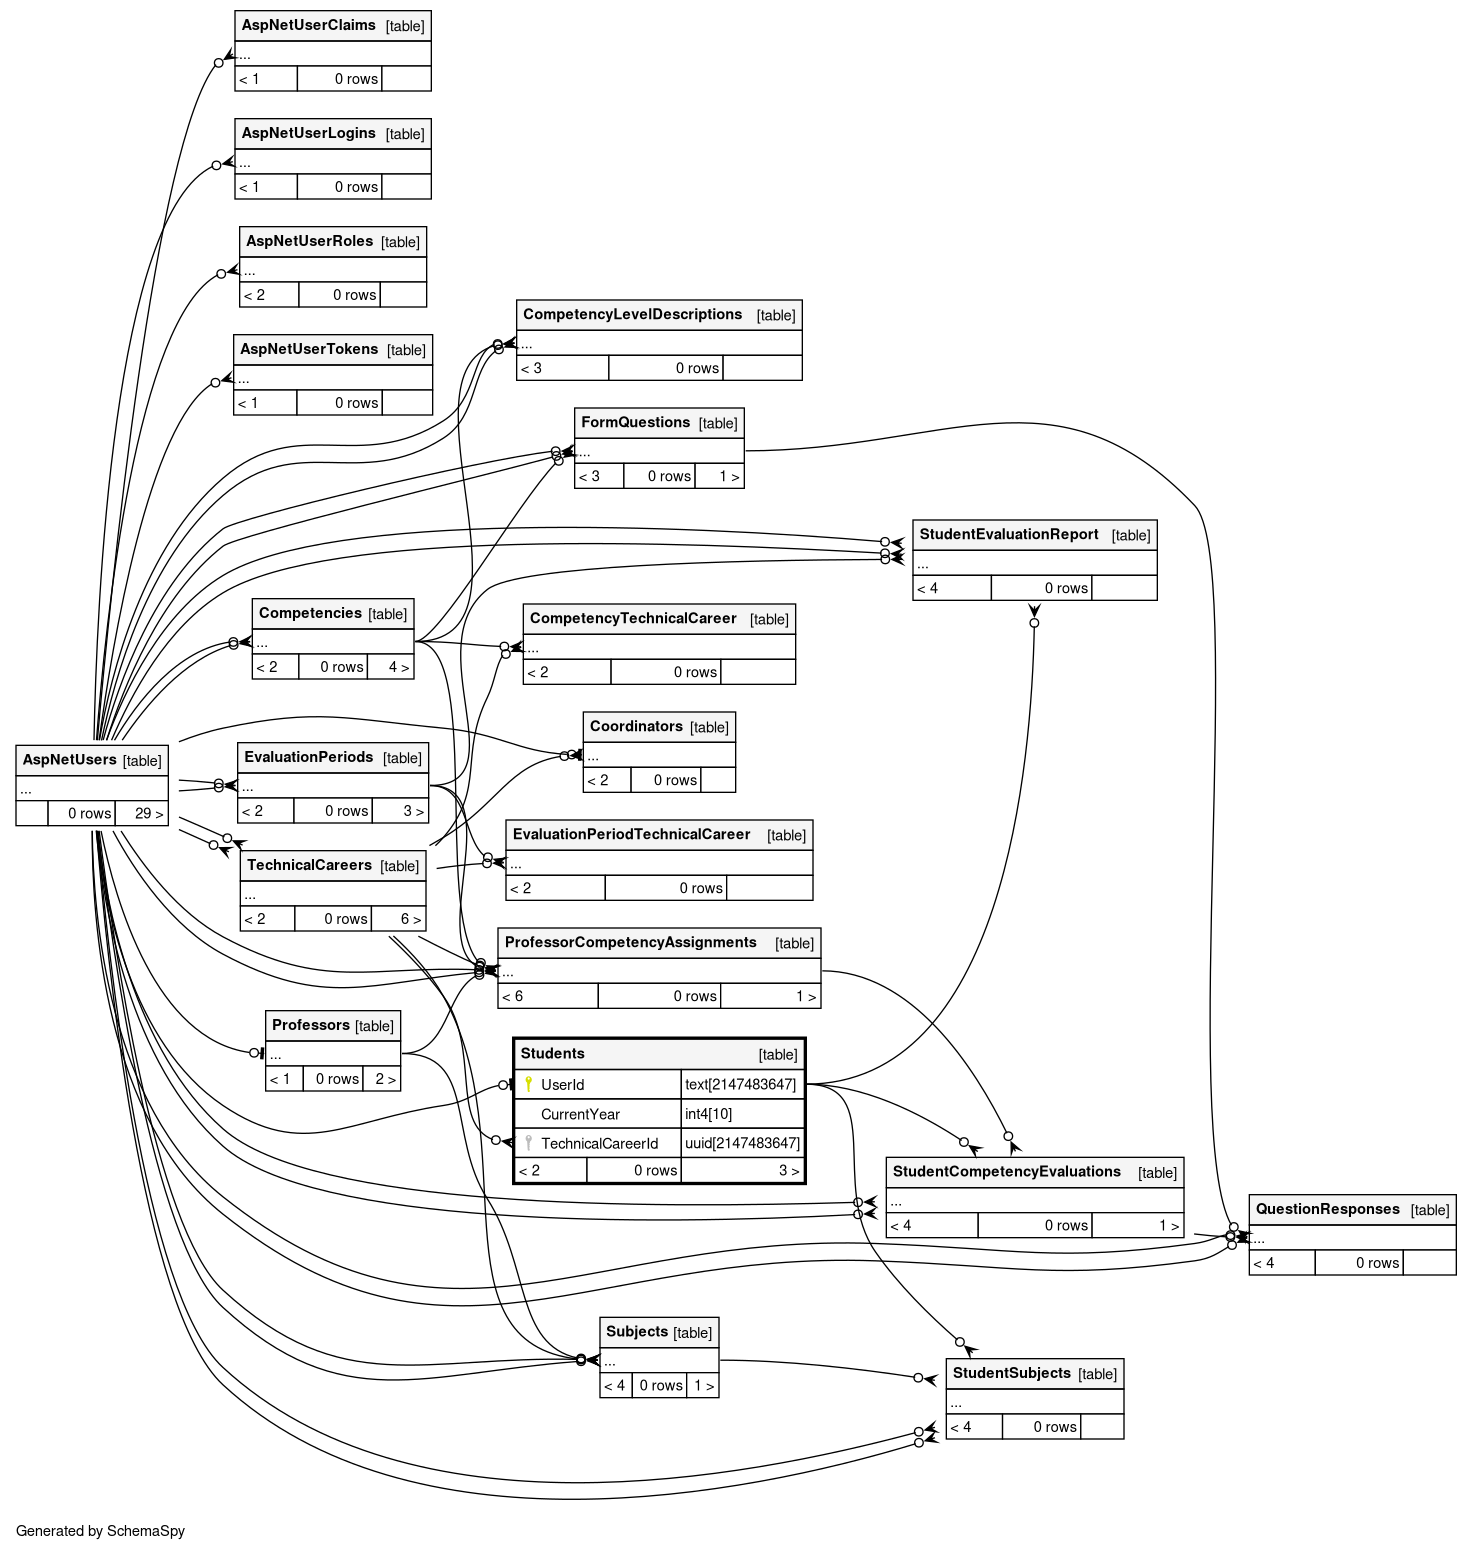 AspNetUserClaims [table]
...
< 1 0 rows
AspNetUserLogins [table]
...
< 1 0 rows
AspNetUserRoles [table]
...
< 2 0 rows
AspNetUserTokens [table]
...
< 1 0 rows
CompetencyLevelDescriptions [table]
...
< 3 0 rows
FormQuestions [table]
...
< 3 0 rows 1 >
StudentEvaluationReport [table]
...
< 4 0 rows
Competencies [table]
...
< 2 0 rows 4 >
CompetencyTechnicalCareer [table]
...
< 2 0 rows
Coordinators [table]
...
< 2 0 rows
AspNetUsers [table]
...
0 rows 29 >
EvaluationPeriods [table]
...
< 2 0 rows 3 >
EvaluationPeriodTechnicalCareer [table]
...
< 2 0 rows
TechnicalCareers [table]
...
< 2 0 rows 6 >
ProfessorCompetencyAssignments [table]
...
< 6 0 rows 1 >
Professors [table]
...
< 1 0 rows 2 >
Students [table]
UserId text[2147483647]
CurrentYear int4[10]
TechnicalCareerId uuid[2147483647]
< 2 0 rows 3 >
StudentCompetencyEvaluations [table]
...
< 4 0 rows 1 >
QuestionResponses [table]
...
< 4 0 rows
Subjects [table]
...
< 4 0 rows 1 >
StudentSubjects [table]
...
< 4 0 rows
Generated by SchemaSpy